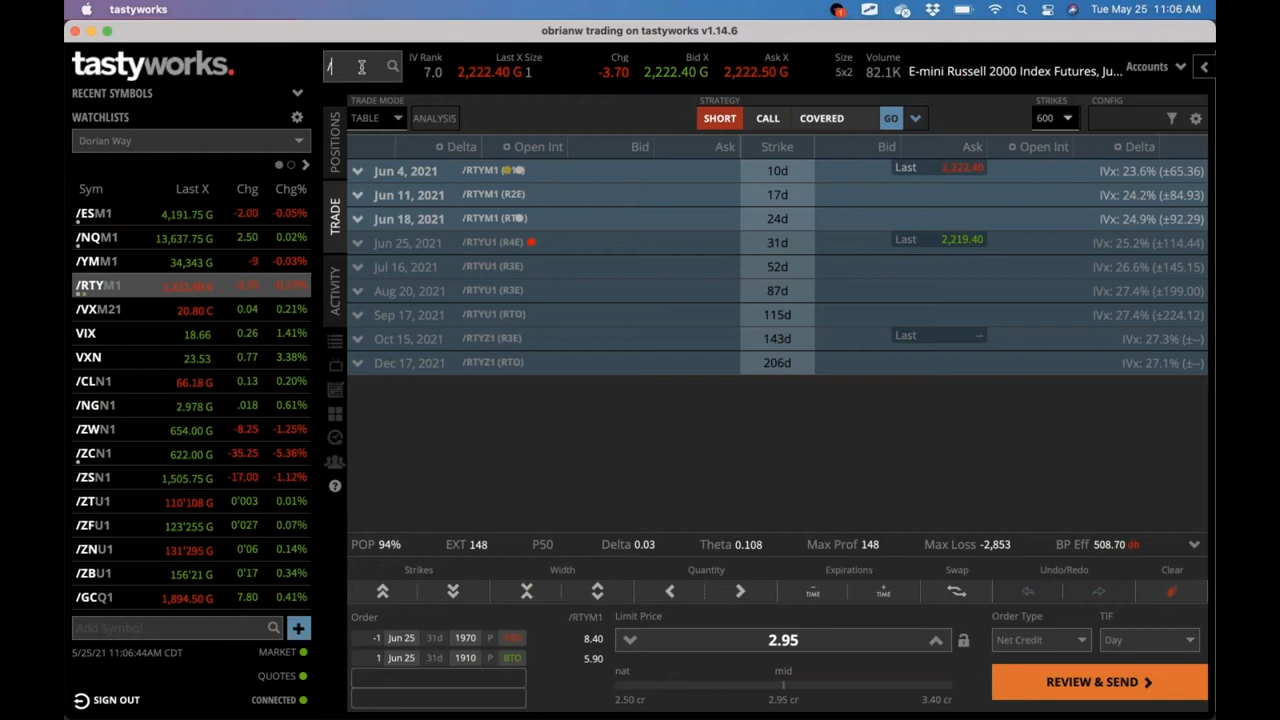 tastyworks
Tue May 25 11:06 AM
obrianw trading on tastyworks v1.14.6
tastyworks.
/
IV Rank Last X Size Chg Bid X Ask X Size Volume
7.0 2,222.40 G 1 -3.70 2,222.40 G 2,222.50 G 5x2 82.1K E-mini Russell 2000 Index Futures, Ju... Accounts
RECENT SYMBOLS
WATCHLISTS
Dorian Way
TRADE MODE STRATEGY STRIKES CONFIG
TABLE ANALYSIS SHORT CALL COVERED GO 600
POSITIONS
TRADE
ACTIVITY
Delta Open Int Bid Ask Strike Bid Ask Open Int Delta
Jun 4, 2021 /RTYM1 10d Last 2,222.40 IVx: 23.6% (±65.36)
Jun 11, 2021 /RTYM1 (R2E) 17d IVx: 24.2% (±84.93)
Jun 18, 2021 /RTYM1 (RTO) 24d IVx: 24.9% (±92.29)
Jun 25, 2021 /RTYU1 (R4E) 31d Last 2,219.40 IVx: 25.2% (±114.44)
Jul 16, 2021 /RTYU1 (R3E) 52d IVx: 26.6% (±145.15)
Aug 20, 2021 /RTYU1 (R3E) 87d IVx: 27.4% (±199.00)
Sep 17, 2021 /RTYU1 (RTO) 115d IVx: 27.4% (±224.12)
Oct 15, 2021 /RTYZ1 (R3E) 143d Last -- IVx: 27.3% (±--)
Dec 17, 2021 /RTYZ1 (RTO) 206d IVx: 27.1% (±--)
Sym Last X Chg Chg%
/ESM1 4,191.75 G -2.00 -0.05%
/NQM1 13,637.75 G 2.50 0.02%
/YMM1 34,343 G -9 -0.03%
/RTYM1 2,222.40 G
/VXM21 20.80 C 0.04 0.21%
VIX 18.66 0.26 1.41%
VXN 23.53 0.77 3.38%
/CLN1 66.18 G 0.13 0.20%
/NGN1 2.978 G .018 0.61%
/ZWN1 654.00 G -8.25 -1.25%
/ZCN1 622.00 G -35.25 -5.36%
/ZSN1 1,505.75 G -17.00 -1.12%
/ZTU1 110'108 G 0'003 0.01%
/ZFU1 123'255 G 0'027 0.07%
/ZNU1 131'295 G 0'06 0.14%
/ZBU1 156'21 G 0'17 0.34%
/GCQ1 1,894.50 G 7.80 0.41%
Add Symbol
5/25/21 11:06:44AM CDT MARKET
QUOTES
SIGN OUT CONNECTED
POP 94% EXT 148 P50 Delta 0.03 Theta 0.108 Max Prof 148 Max Loss -2,853 BP Eff 508.70 db
Strikes Width Quantity Expirations Swap Undo/Redo Clear
TIME TIME
Order /RTYM1 Limit Price Order Type TIF
-1 Jun 25 31d 1970 P STO 8.40 2.95 Net Credit Day
1 Jun 25 31d 1910 P BTO 5.90
nat mid
2.50 cr 2.95 cr 3.40 cr
REVIEW & SEND